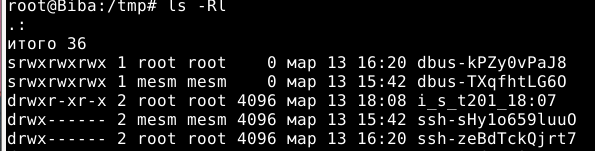 root@Biba:/tmp# ls -Rl
.:
итого 36
srwxrwxrwx 1 root root    0 мар 13 16:20 dbus-kPZy0vPaJ8
srwxrwxrwx 1 mesm mesm    0 мар 13 15:42 dbus-TXqfhtLG6O
drwxr-xr-x 2 root root 4096 мар 13 18:08 i_s_t201_18:07
drwx------ 2 mesm mesm 4096 мар 13 15:42 ssh-sHy1o659luuO
drwx------ 2 root root 4096 мар 13 16:20 ssh-zeBdTckQjrt7